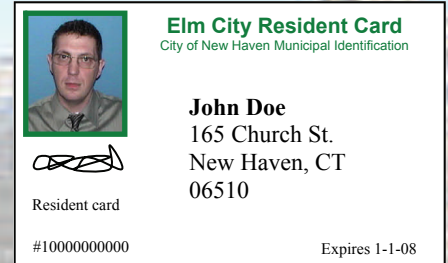 Elm City Resident Card
City of New Haven Municipal Identification
John Doe
165 Church St.
New Haven, CT
06510
Resident card
#10000000000
Expires 1-1-08